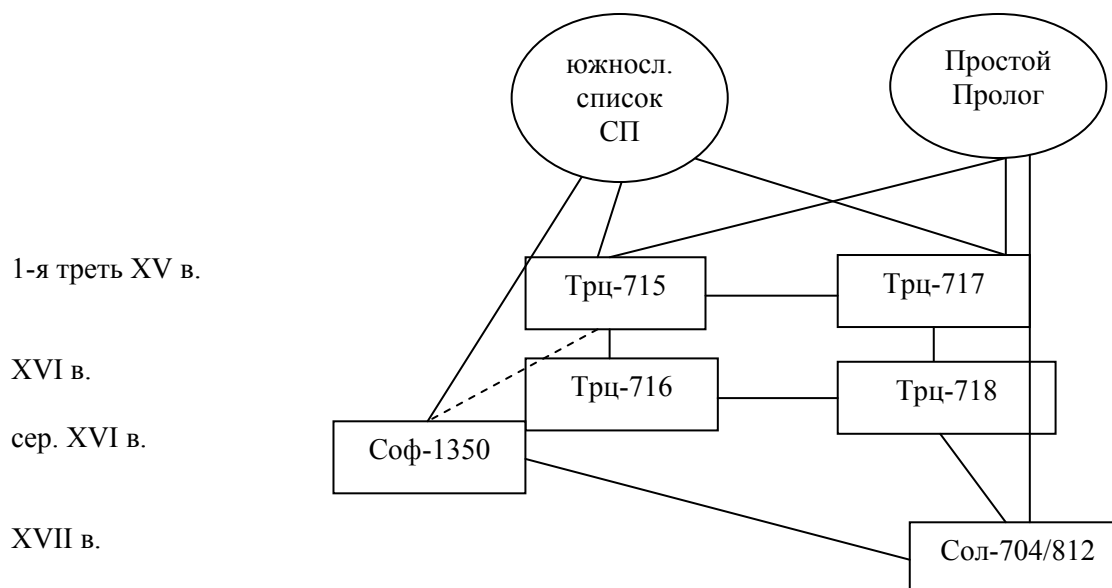 южносл.
список
СП
Простой
Пролог
1-я треть XV в.
Трц-715
Трц-717
XVI в.
Трц-716
Трц-718
сер. XVI в.
Соф-1350
XVII в.
Сол-704/812